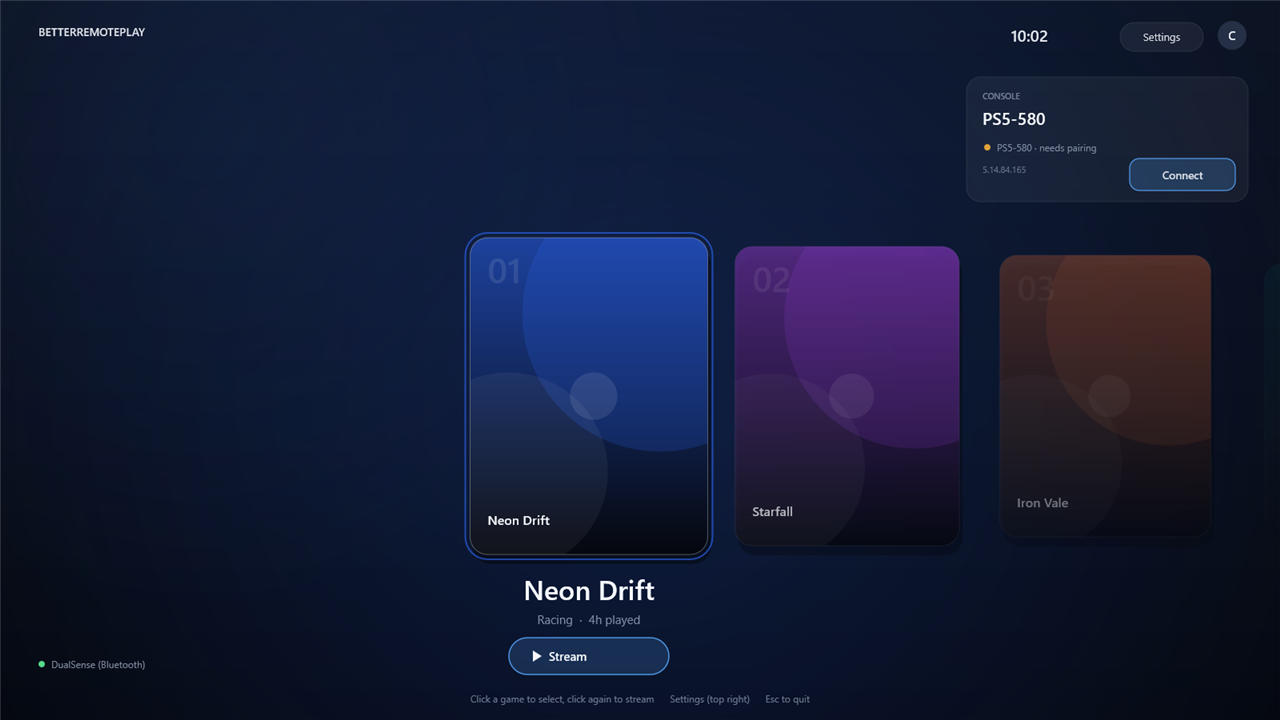 BETTERREMOTEPLAY
10:02
Settings
C
CONSOLE
PS5-580
PS5-580 · needs pairing
5.14.84.165
Connect
01
Neon Drift
02
Starfall
03
Iron Vale
Neon Drift
Racing · 4h played
Stream
DualSense (Bluetooth)
Click a game to select, click again to stream Settings (top right) Esc to quit